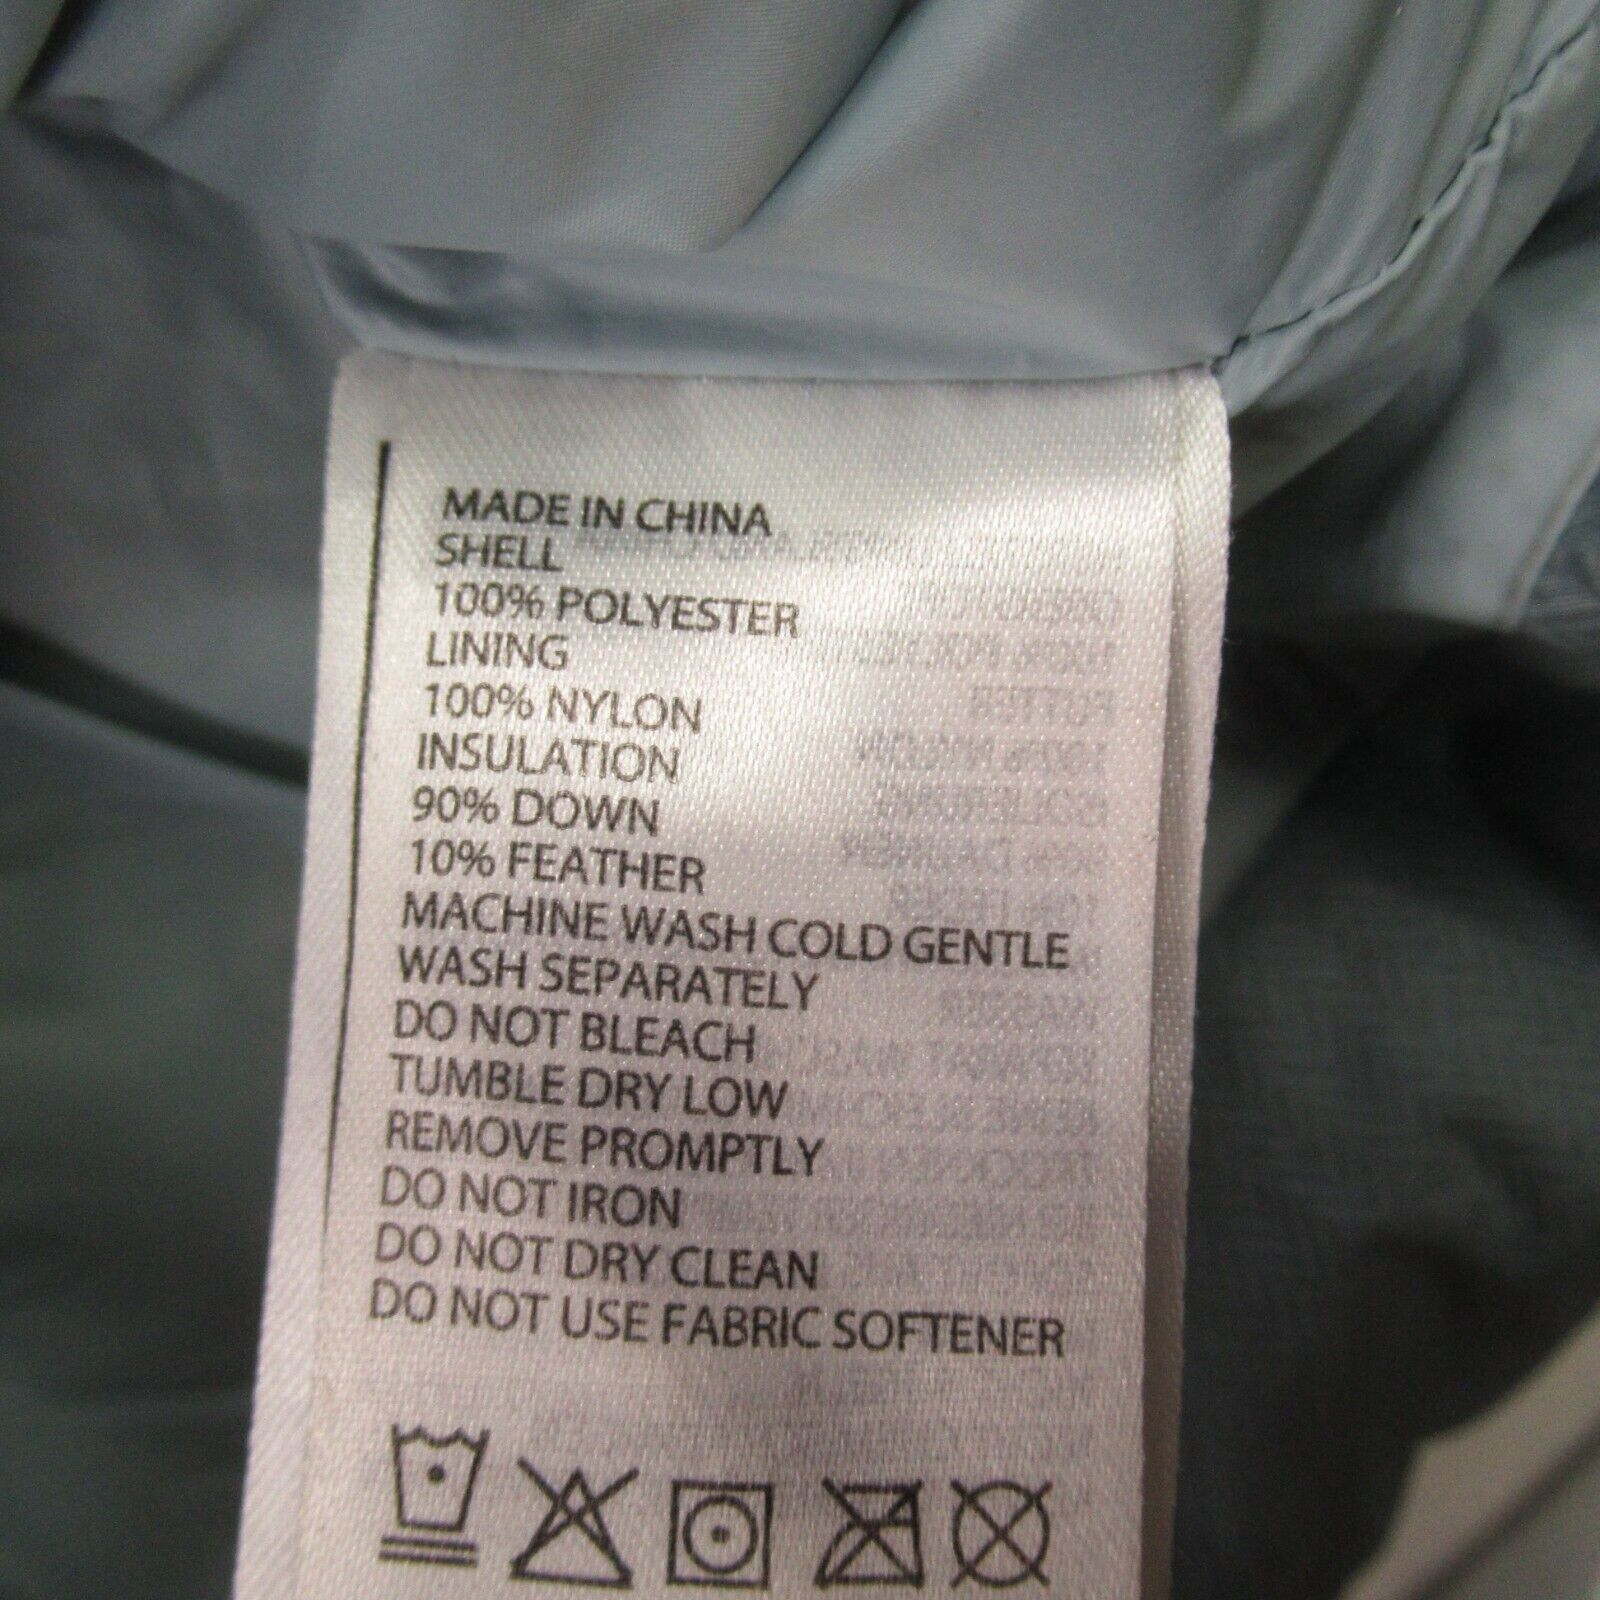 MADE IN CHINA
SHELL
100% POLYESTER
LINING
100% NYLON
INSULATION
90% DOWN
10% FEATHER
MACHINE WASH COLD GENTLE
WASH SEPARATELY
DO NOT BLEACH
TUMBLE DRY LOW
REMOVE PROMPTLY
DO NOT IRON
DO NOT DRY CLEAN
DO NOT USE FABRIC SOFTENER